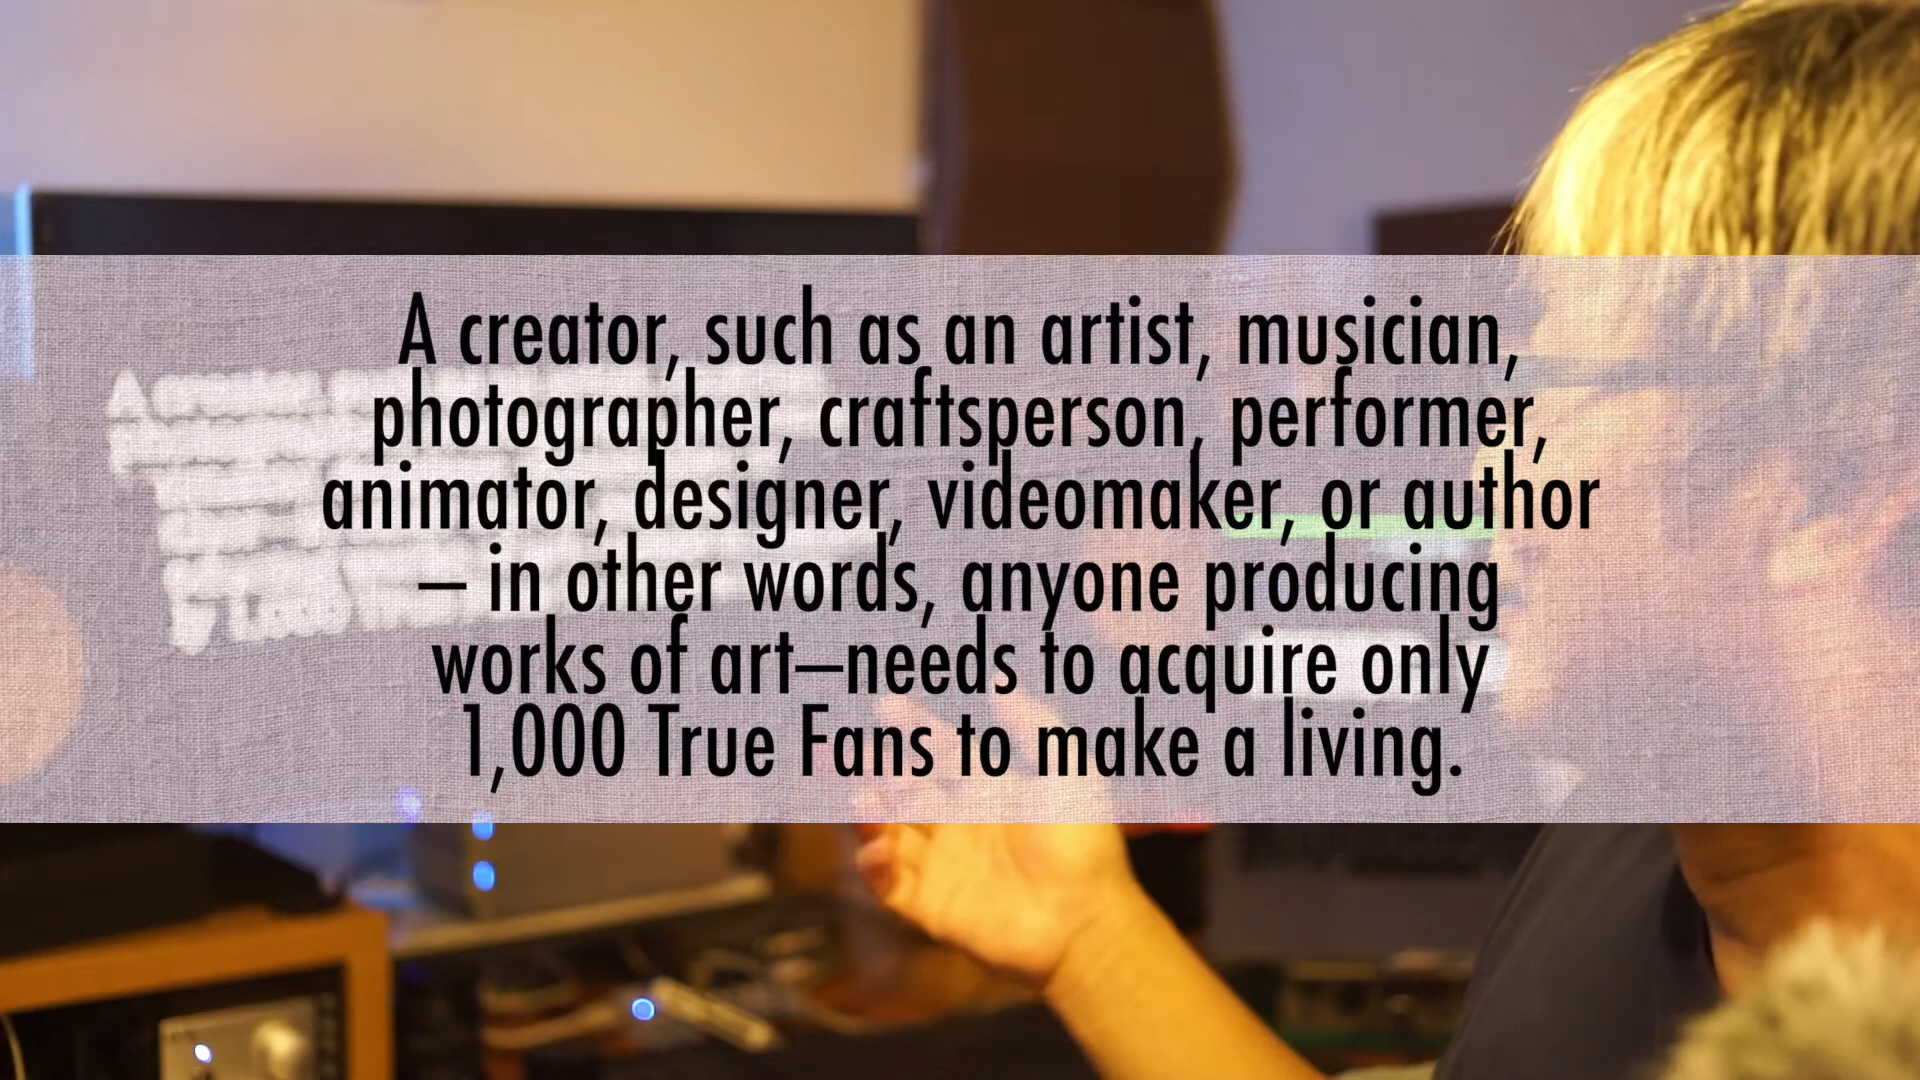 A creator, such as an artist, musician,
photographer, craftsperson, performer,
animator, designer, videomaker, or author
– in other words, anyone producing
works of art–needs to acquire only
1,000 True Fans to make a living.